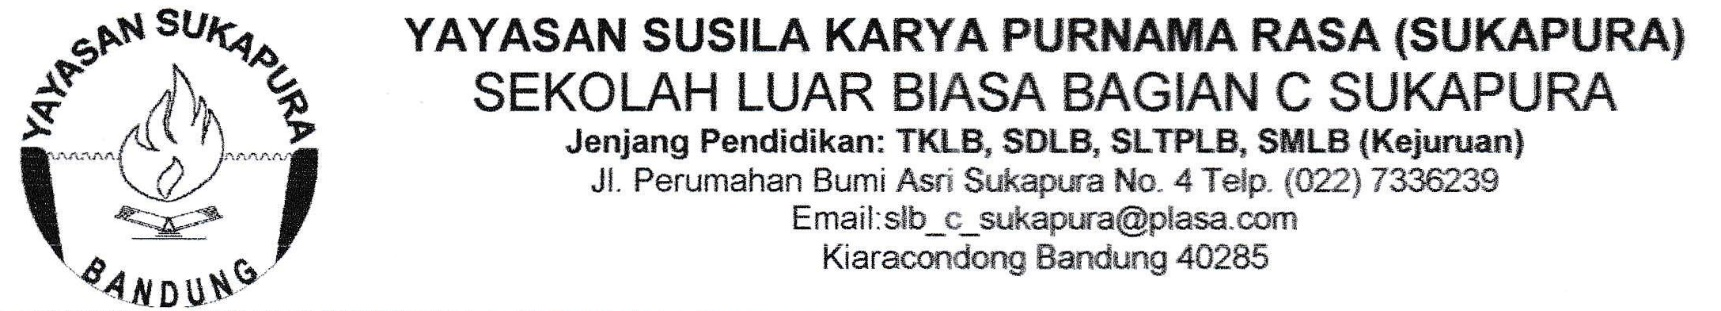 YAYASAN SUKAPURA
BANDUNG
YAYASAN SUSILA KARYA PURNAMA RASA (SUKAPURA)
SEKOLAH LUAR BIASA BAGIAN C SUKAPURA
Jenjang Pendidikan: TKLB, SDLB, SLTPLB, SMLB (Kejuruan)
Jl. Perumahan Bumi Asri Sukapura No. 4 Telp. (022) 7336239
Email:slb_c_sukapura@plasa.com
Kiaracondong Bandung 40285